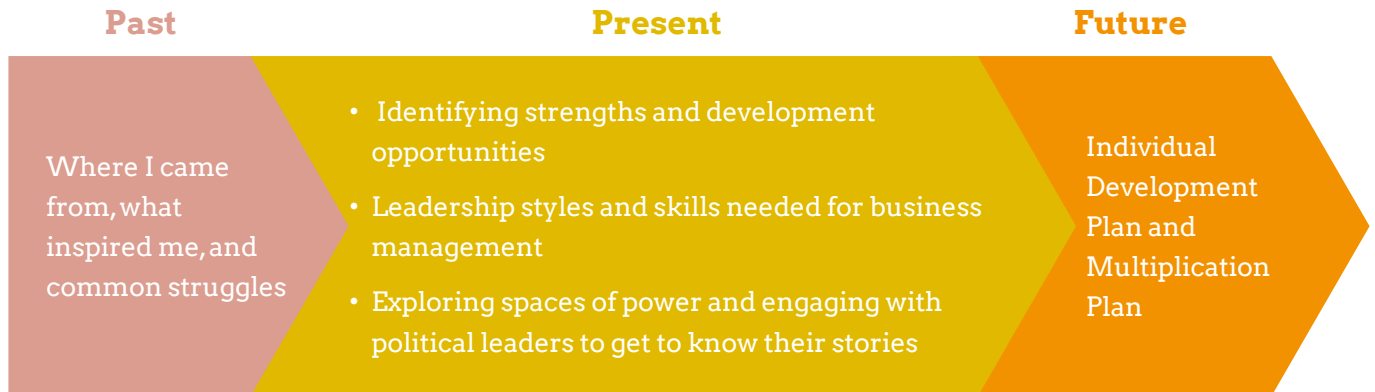 Past
Present
Future
Where I came
from, what
inspired me, and
common struggles
• Identifying strengths and development
opportunities
• Leadership styles and skills needed for business
management
• Exploring spaces of power and engaging with
political leaders to get to know their stories
Individual
Development
Plan and
Multiplication
Plan